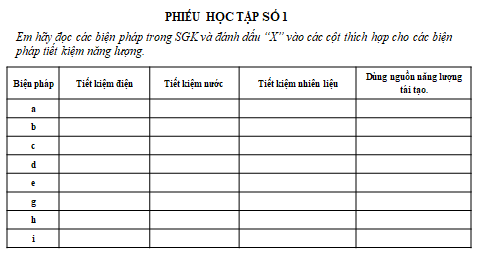 PHIẾU HỌC TẬP SỐ 1
Em hãy đọc các biện pháp trong SGK và đánh dấu “X” vào các cột thích hợp cho các biện
pháp tiết kiệm năng lượng.
Biện pháp Tiết kiệm điện Tiết kiệm nước Tiết kiệm nhiên liệu Dùng nguồn năng lượng
tái tạo.
a
b
c
d
e
g
h
i